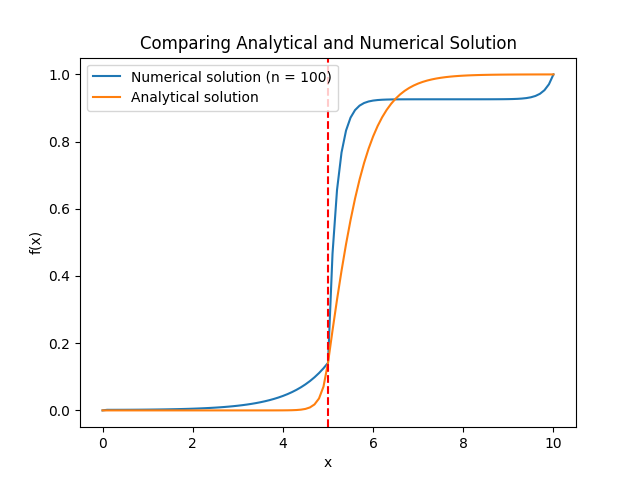 Comparing Analytical and Numerical Solution
Numerical solution (n = 100)
Analytical solution
1.0
0.8
0.6
0.4
0.2
0.0
f(x)
0 2 4 6 8 10
x